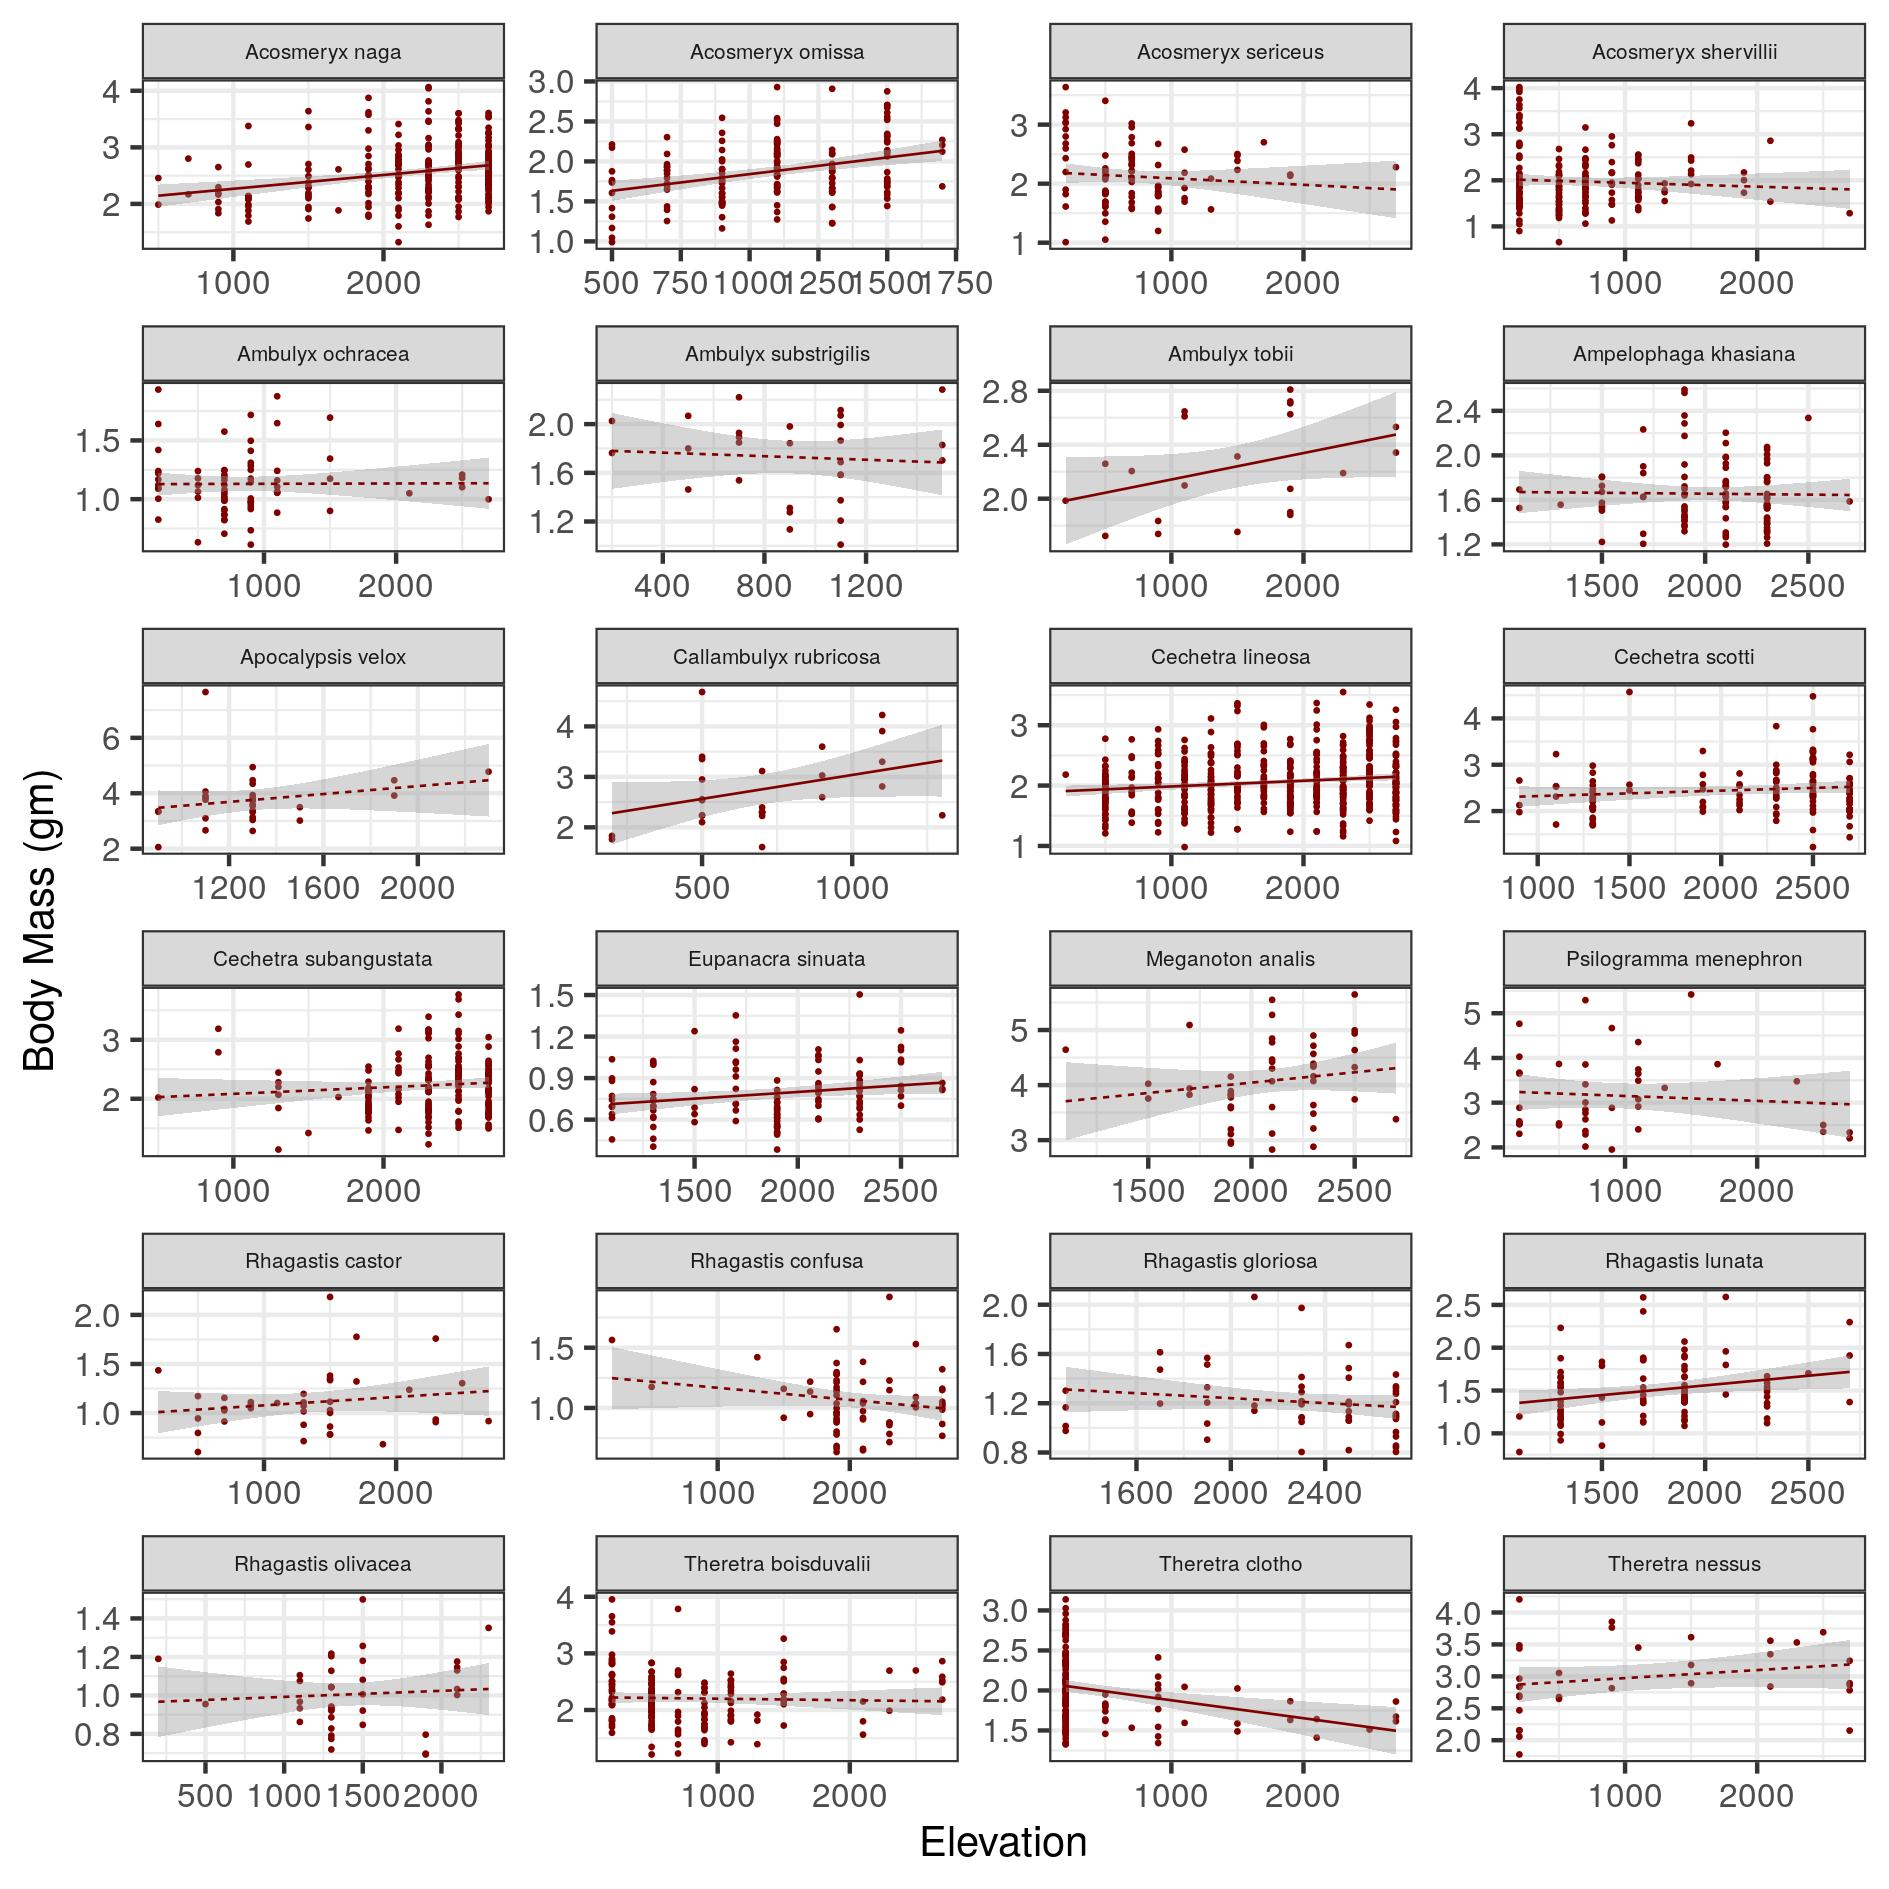 Acosmeryx naga
Acosmeryx omissa
Acosmeryx sericeus
Acosmeryx shervillii
4
3
2
1000 2000
3.0
2.5
2.0
1.5
1.0
500 750 1000 1250 1500 1750
3
2
1
1000 2000
4
3
2
1
1000 2000
Ambulyx ochracea
Ambulyx substrigilis
Ambulyx tobii
Ampelophaga khasiana
1.5
1.0
1000 2000
2.0
1.6
1.2
400 800 1200
2.8
2.4
2.0
1000 2000
2.4
2.0
1.6
1.2
1500 2000 2500
Apocalypsis velox
Callambulyx rubricosa
Cechetra lineosa
Cechetra scotti
6
4
2
1200 1600 2000
4
3
2
500 1000
3
2
1
1000 2000
4
3
2
1000 1500 2000 2500
Cechetra subangustata
Eupanacra sinuata
Meganoton analis
Psilogramma menephron
3
2
1000 2000
1.5
1.2
0.9
0.6
1500 2000 2500
5
4
3
1500 2000 2500
5
4
3
2
1000 2000
Rhagastis castor
Rhagastis confusa
Rhagastis gloriosa
Rhagastis lunata
2.0
1.5
1.0
1000 2000
1.5
1.0
1000 2000
2.0
1.6
1.2
0.8
1600 2000 2400
2.5
2.0
1.5
1.0
1500 2000 2500
Rhagastis olivacea
Theretra boisduvalii
Theretra clotho
Theretra nessus
1.4
1.2
1.0
0.8
500 1000 1500 2000
4
3
2
1000 2000
3.0
2.5
2.0
1.5
1000 2000
4.0
3.5
3.0
2.5
2.0
1000 2000
Body Mass (gm)
Elevation